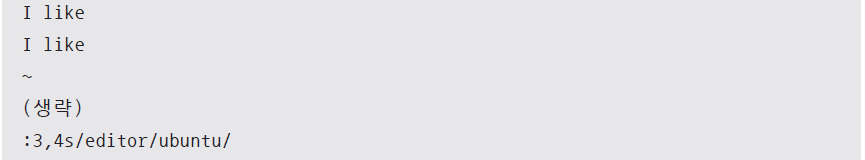 I like
I like
~
(생략)
:3,4s/editor/ubuntu/